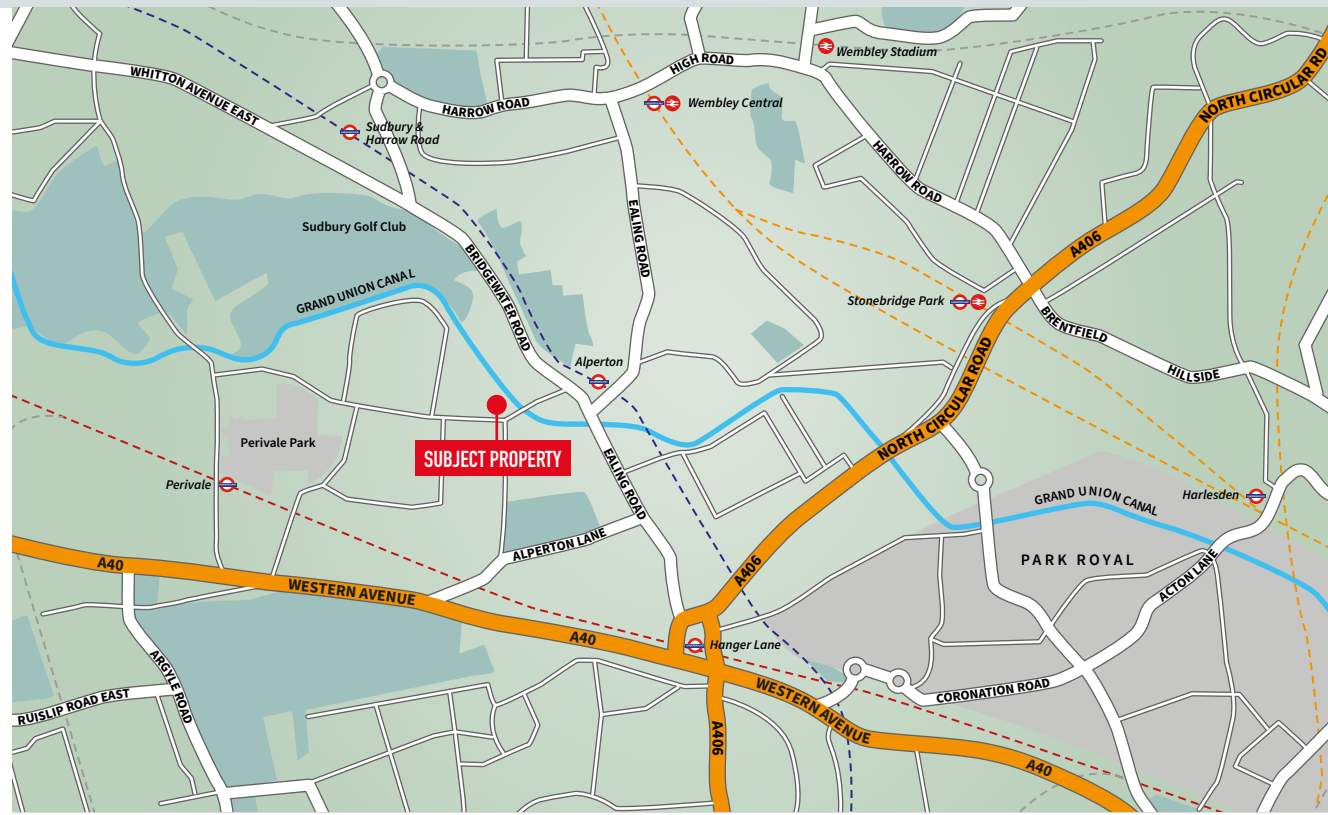 Wembley Stadium
HIGH ROAD
WHITTON AVENUE EAST
HARROW ROAD
Wembley Central
NORTH CIRCULAR RD
Sudbury &
Harrow Road
HARROW ROAD
Sudbury Golf Club
EALING ROAD
A406
BRIDGEWATER ROAD
GRAND UNION CANAL
Stonebridge Park
BRENTFIELD
Alperton
HILLSIDE
NORTH CIRCULAR ROAD
Perivale Park
SUBJECT PROPERTY
Perivale
EALING ROAD
Harlesden
GRAND UNION CANAL
ALPERTON LANE
PARK ROYAL
A40
A406
ACTON LANE
WESTERN AVENUE
A40
Hanger Lane
ARGYLE ROAD
CORONATION ROAD
RUISLIP ROAD EAST
WESTERN AVENUE
A406
A40